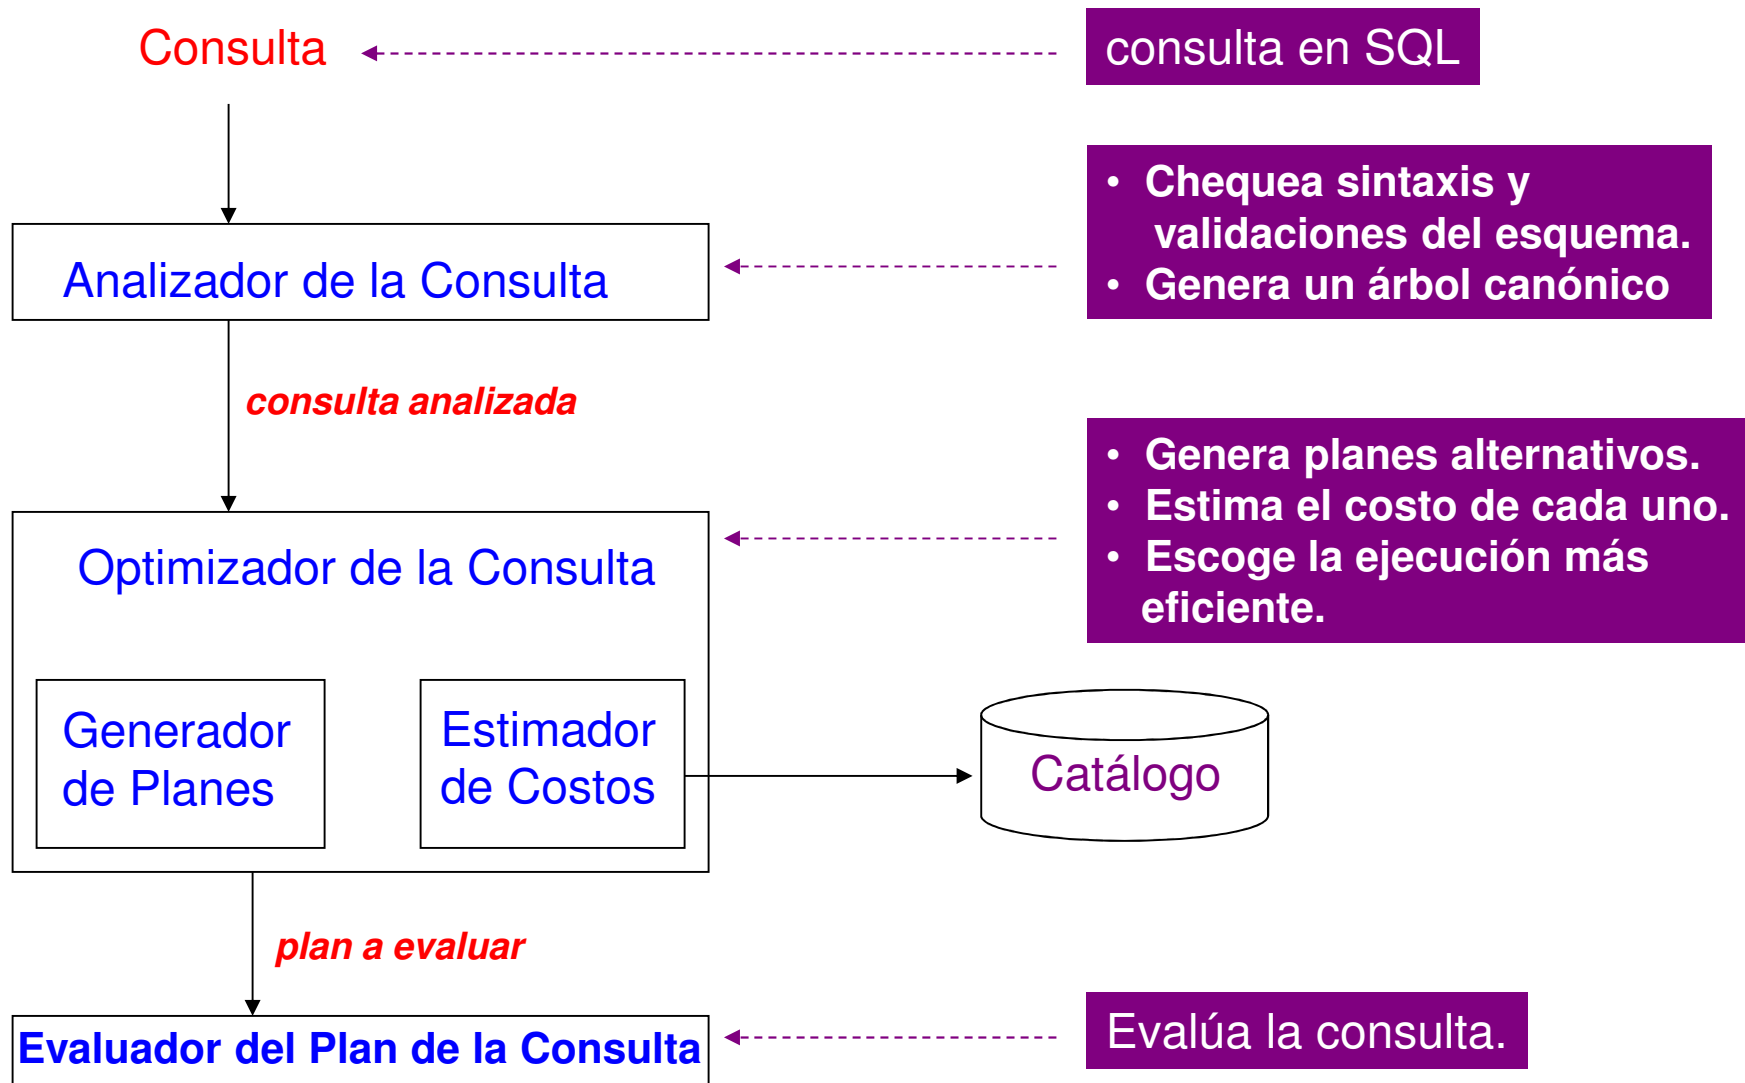 Consulta
consulta en SQL
• Chequea sintaxis y
validaciones del esquema.
• Genera un árbol canónico
Analizador de la Consulta
consulta analizada
• Genera planes alternativos.
• Estima el costo de cada uno.
• Escoge la ejecución más
eficiente.
Optimizador de la Consulta
Generador
de Planes
Estimador
de Costos
Catálogo
plan a evaluar
Evaluador del Plan de la Consulta
Evalúa la consulta.